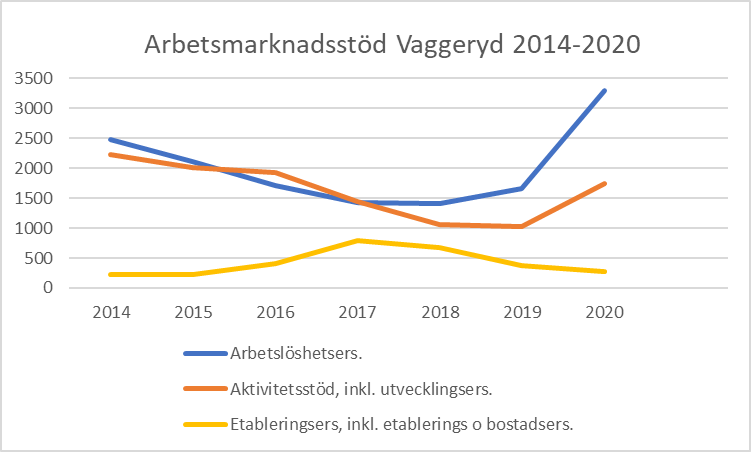 Arbetsmarknadsstöd Vaggeryd 2014-2020
3500
3000
2500
2000
1500
1000
500
0
2014 2015 2016 2017 2018 2019 2020
Arbetslöshetsers.
Aktivitetsstöd, inkl. utvecklingsers.
Etableringsers, inkl. etablerings o bostadsers.